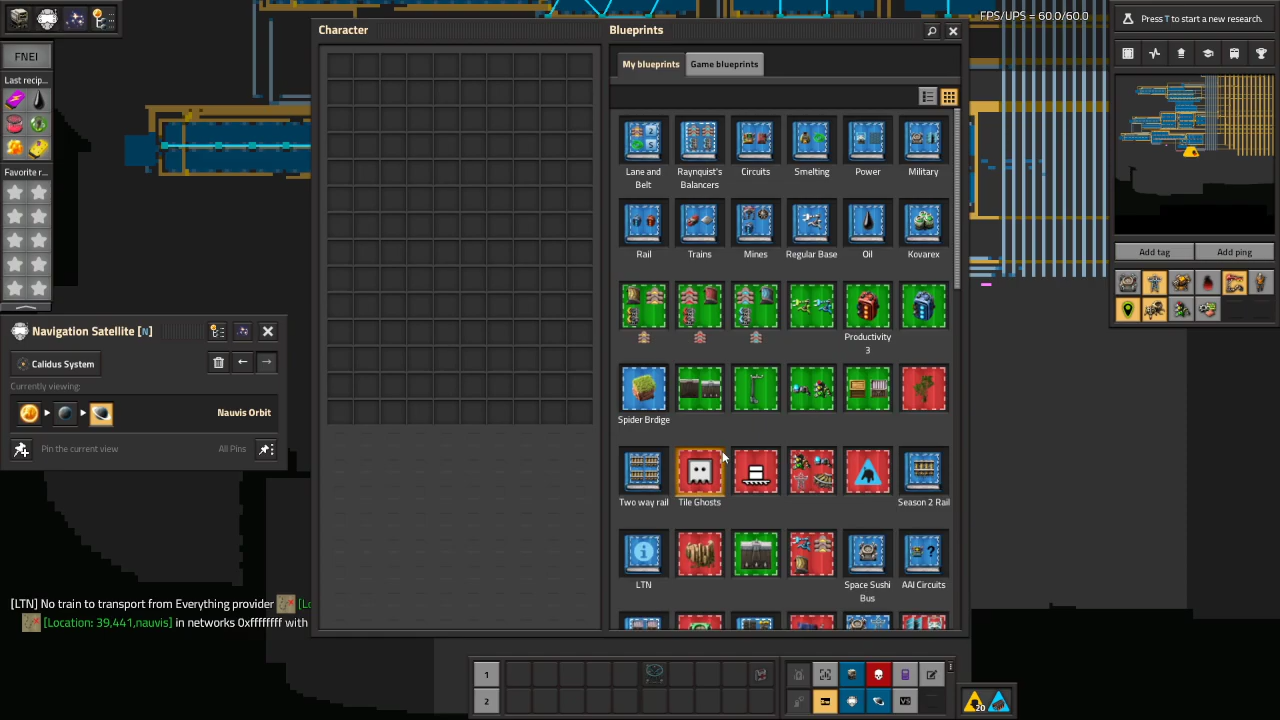 Character
Blueprints
FPS/UPS = 60.0/60.0
Press T to start a new research.
FNEI
Last recip...
Favorite r...
My blueprints
Game blueprints
Lane and Belt
Raynquist's Balancers
Circuits
Smelting
Power
Military
Rail
Trains
Mines
Regular Base
Oil
Kovarex
Productivity 3
Spider Brdige
Two way rail
Tile Ghosts
Season 2 Rail
LTN
Space Sushi Bus
AAI Circuits
Add tag
Add ping
Navigation Satellite [N]
Calidus System
Currently viewing:
Nauvis Orbit
Pin the current view
All Pins
[LTN] No train to transport from Everything provider [Lo
[Location: 39,441,nauvis] in networks 0xffffffff with
1
2
20